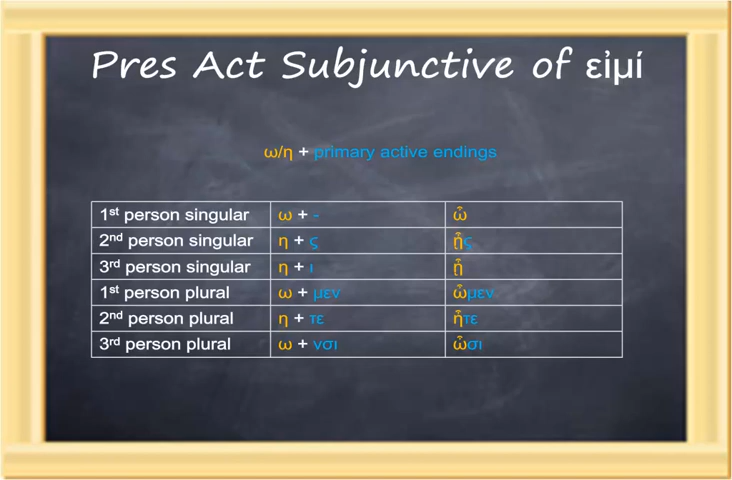 Pres Act Subjunctive of εἰμί
ω/η + primary active endings
1st person singular ω + - ὦ
2nd person singular η + ς ᾖς
3rd person singular η + ι ᾖ
1st person plural ω + μεν ὦμεν
2nd person plural η + τε ἦτε
3rd person plural ω + νσι ὦσι